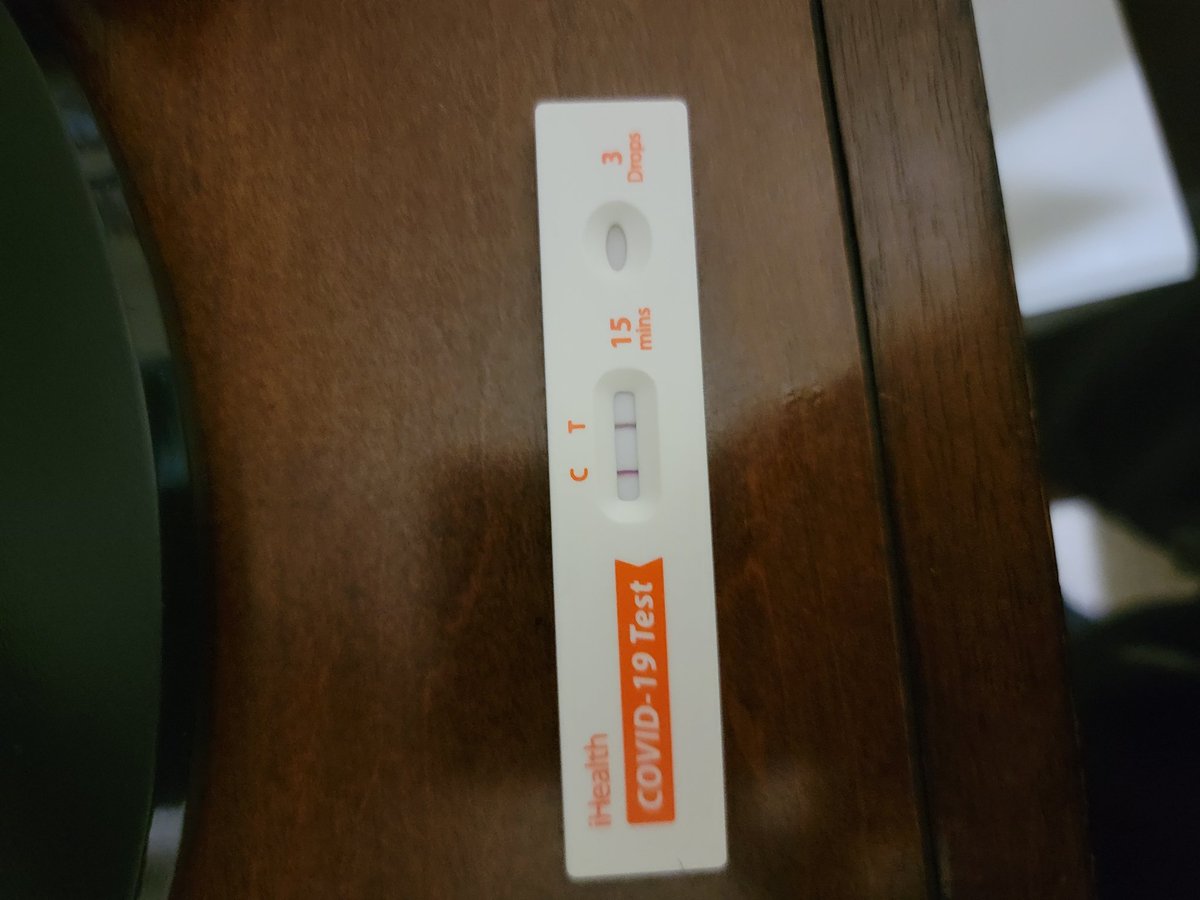 iHealth
COVID-19 Test
C T
15
mins
3
Drops